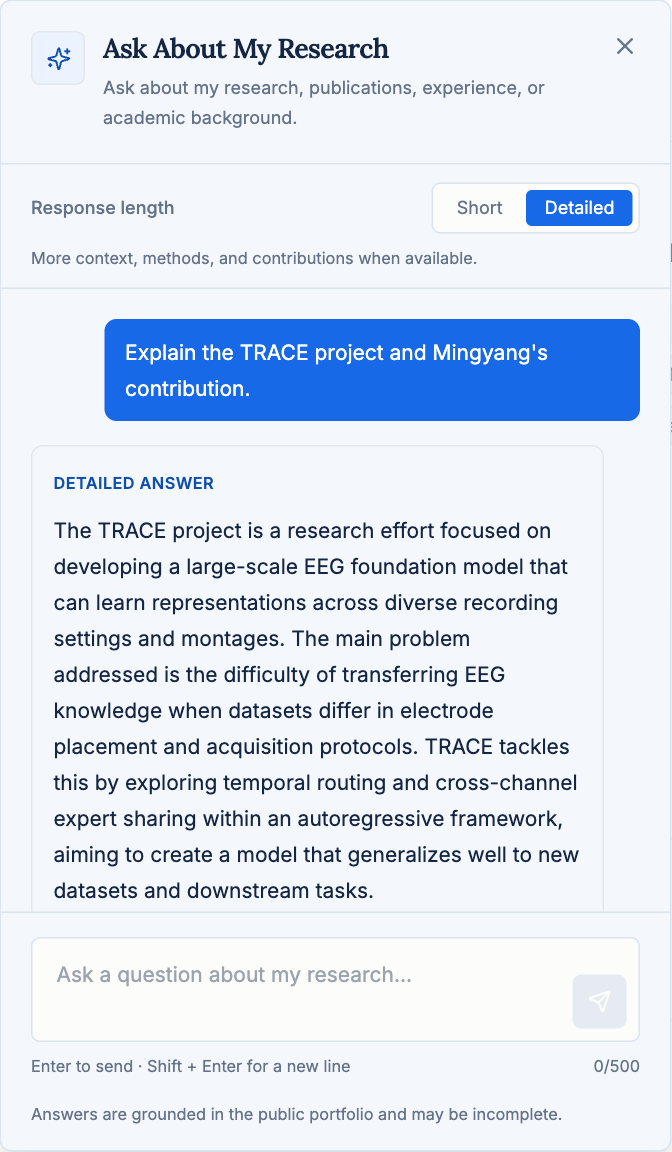 Ask About My Research
Ask about my research, publications, experience, or
academic background.
Response length
Short
Detailed
More context, methods, and contributions when available.
Explain the TRACE project and Mingyang's
contribution.
DETAILED ANSWER
The TRACE project is a research effort focused on
developing a large-scale EEG foundation model that
can learn representations across diverse recording
settings and montages. The main problem
addressed is the difficulty of transferring EEG
knowledge when datasets differ in electrode
placement and acquisition protocols. TRACE tackles
this by exploring temporal routing and cross-channel
expert sharing within an autoregressive framework,
aiming to create a model that generalizes well to new
datasets and downstream tasks.
Ask a question about my research...
Enter to send · Shift + Enter for a new line
0/500
Answers are grounded in the public portfolio and may be incomplete.